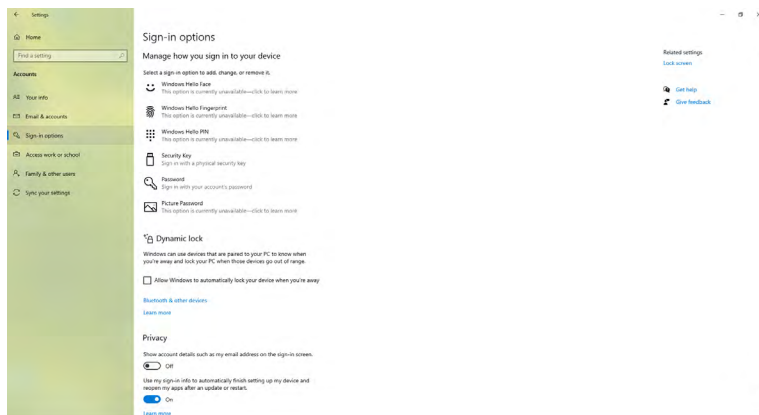 Settings
Home
Find a setting
Accounts
Your info
Email & accounts
Sign-in options
Access work or school
Family & other users
Sync your settings
Sign-in options
Manage how you sign in to your device
Select a sign-in option to add, change, or remove it.
Windows Hello Face
This option is currently unavailable—click to learn more
Windows Hello Fingerprint
This option is currently unavailable—click to learn more
Windows Hello PIN
This option is currently unavailable—click to learn more
Security Key
Sign in with a physical security key
Password
Sign in with your account's password
Picture Password
This option is currently unavailable—click to learn more
Dynamic lock
Windows can use devices that are paired to your PC to know when
you're away and lock your PC when those devices go out of range.
Allow Windows to automatically lock your device when you're away
Bluetooth & other devices
Learn more
Privacy
Show account details such as my email address on the sign-in screen.
Off
Use my sign-in info to automatically finish setting up my device and
reopen my apps after an update or restart.
On
Learn more
Related settings
Lock screen
Get help
Give feedback